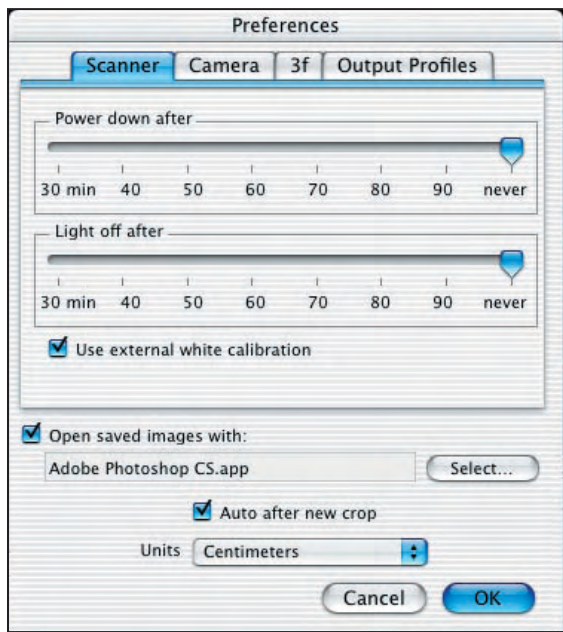 Preferences
Scanner Camera 3f Output Profiles
Power down after
30 min 40 50 60 70 80 90 never
Light off after
30 min 40 50 60 70 80 90 never
Use external white calibration
Open saved images with:
Adobe Photoshop CS.app Select...
Auto after new crop
Units Centimeters
Cancel OK